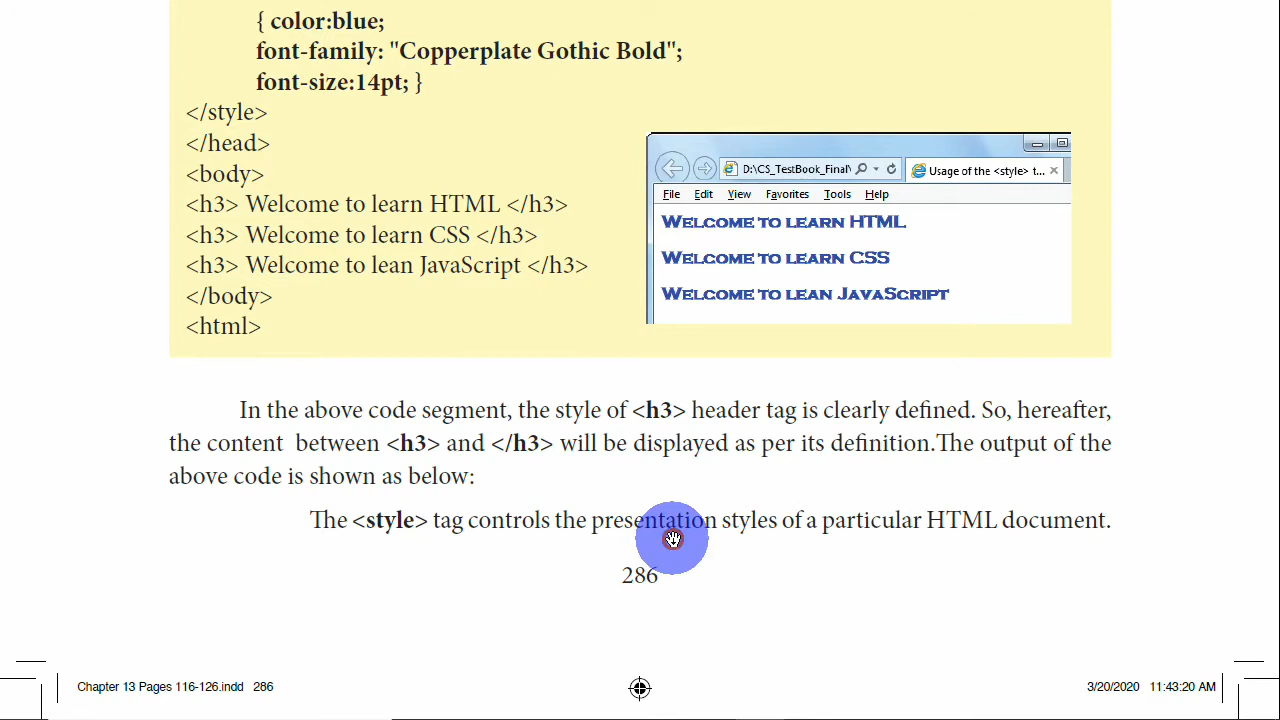 { color:blue;
font-family: "Copperplate Gothic Bold";
font-size:14pt; }
</style>
</head>
<body>
<h3> Welcome to learn HTML </h3>
<h3> Welcome to learn CSS </h3>
<h3> Welcome to lean JavaScript </h3>
</body>
<html>
D:\CS_TestBook_Final\
Usage of the <style> t...
File Edit View Favorites Tools Help
Welcome to learn HTML
Welcome to learn CSS
Welcome to lean JavaScript
In the above code segment, the style of <h3> header tag is clearly defined. So, hereafter,
the content between <h3> and </h3> will be displayed as per its definition.The output of the
above code is shown as below:
The <style> tag controls the presentation styles of a particular HTML document.
286
Chapter 13 Pages 116-126.indd 286
3/20/2020 11:43:20 AM